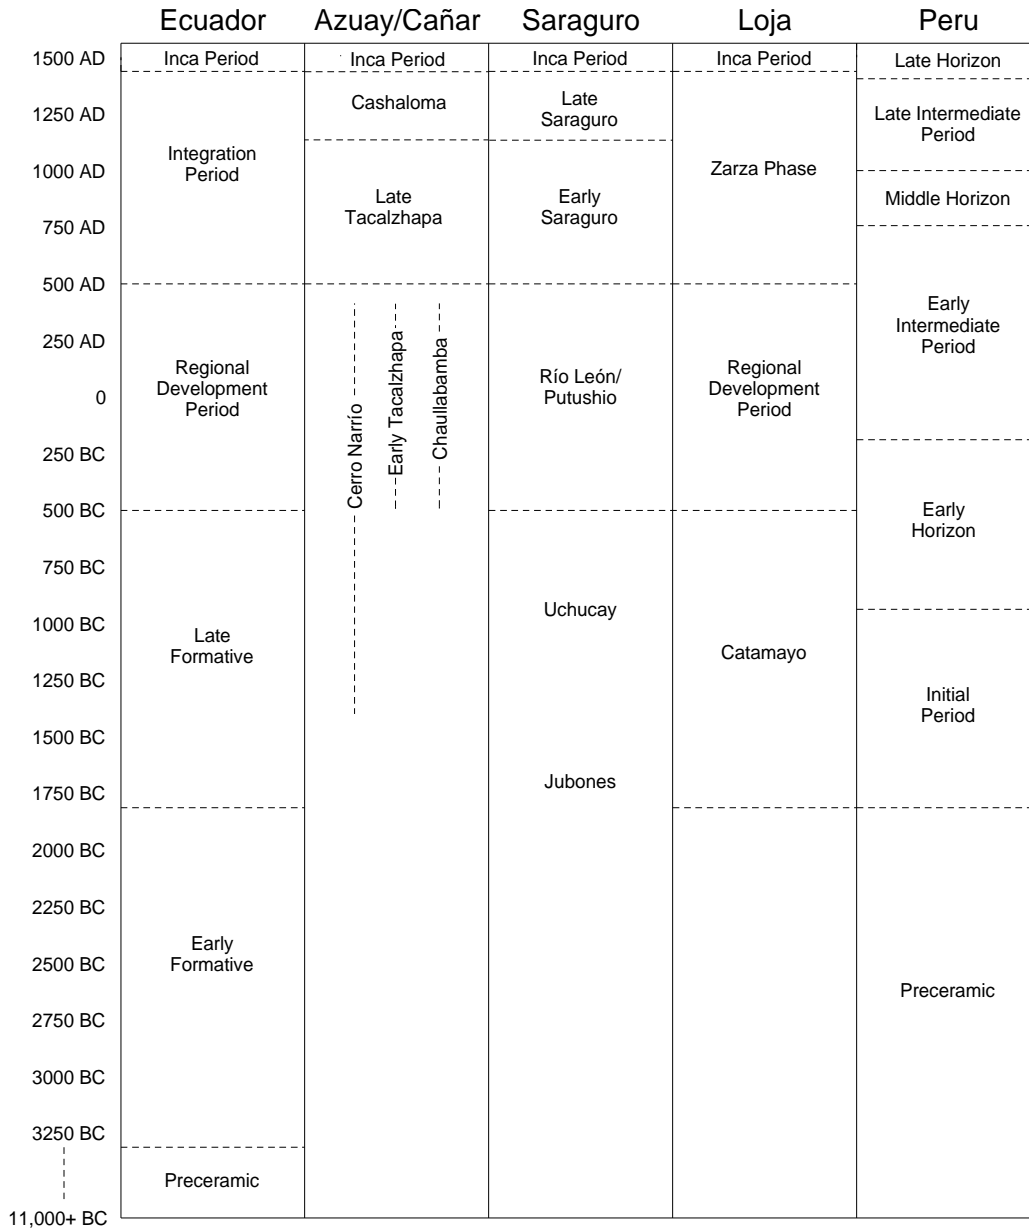 Ecuador Azuay/Cañar Saraguro Loja Peru
1500 AD Inca Period Inca Period Inca Period Inca Period Late Horizon
Cashaloma Late
Saraguro
1250 AD Late Intermediate
Period
Integration
Period
1000 AD Zarza Phase
Late
Tacalzhapa
Early
Saraguro
Middle Horizon
750 AD
500 AD
Early
Intermediate
Period
250 AD
Cerro Narrío
Early Tacalzhapa
Chaullabamba
Regional
Development
Period
Río León/
Putushio
Regional
Development
Period
0
250 BC
500 BC
Early
Horizon
750 BC
Uchucay
1000 BC
Late
Formative
Catamayo
1250 BC
Initial
Period
1500 BC
Jubones
1750 BC
2000 BC
2250 BC
Early
Formative
2500 BC
Preceramic
2750 BC
3000 BC
3250 BC
Preceramic
11,000+ BC